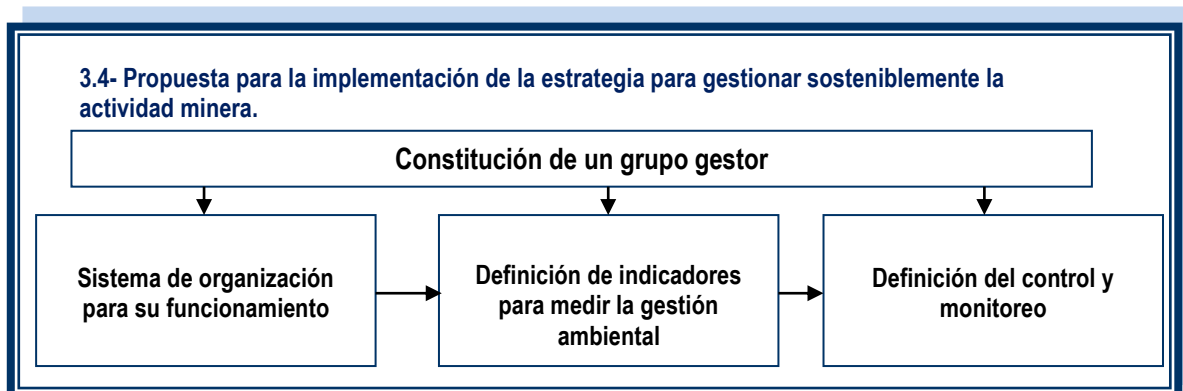 3.4- Propuesta para la implementación de la estrategia para gestionar sosteniblemente la
actividad minera.
Constitución de un grupo gestor
Sistema de organización
para su funcionamiento
Definición de indicadores
para medir la gestión
ambiental
Definición del control y
monitoreo